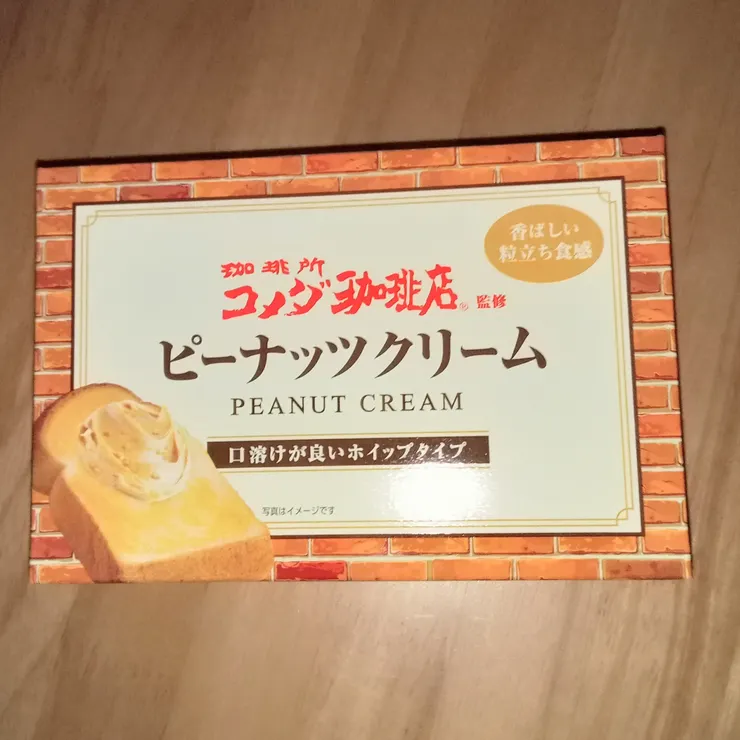 香ばしい
粒立ち食感
珈琲所
コメダ珈琲店® 監修
ピーナッツクリーム
PEANUT CREAM
口溶けが良いホイップタイプ
写真はイメージです